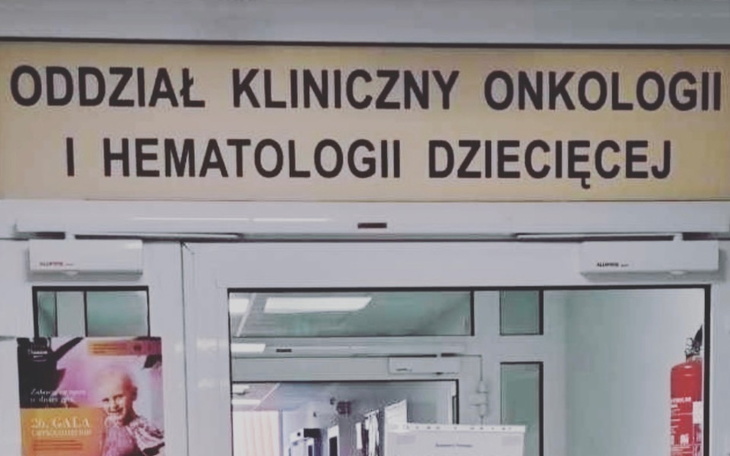 ODDZIAŁ KLINICZNY ONKOLOGII
I HEMATOLOGII DZIECIĘCEJ
26. GALA